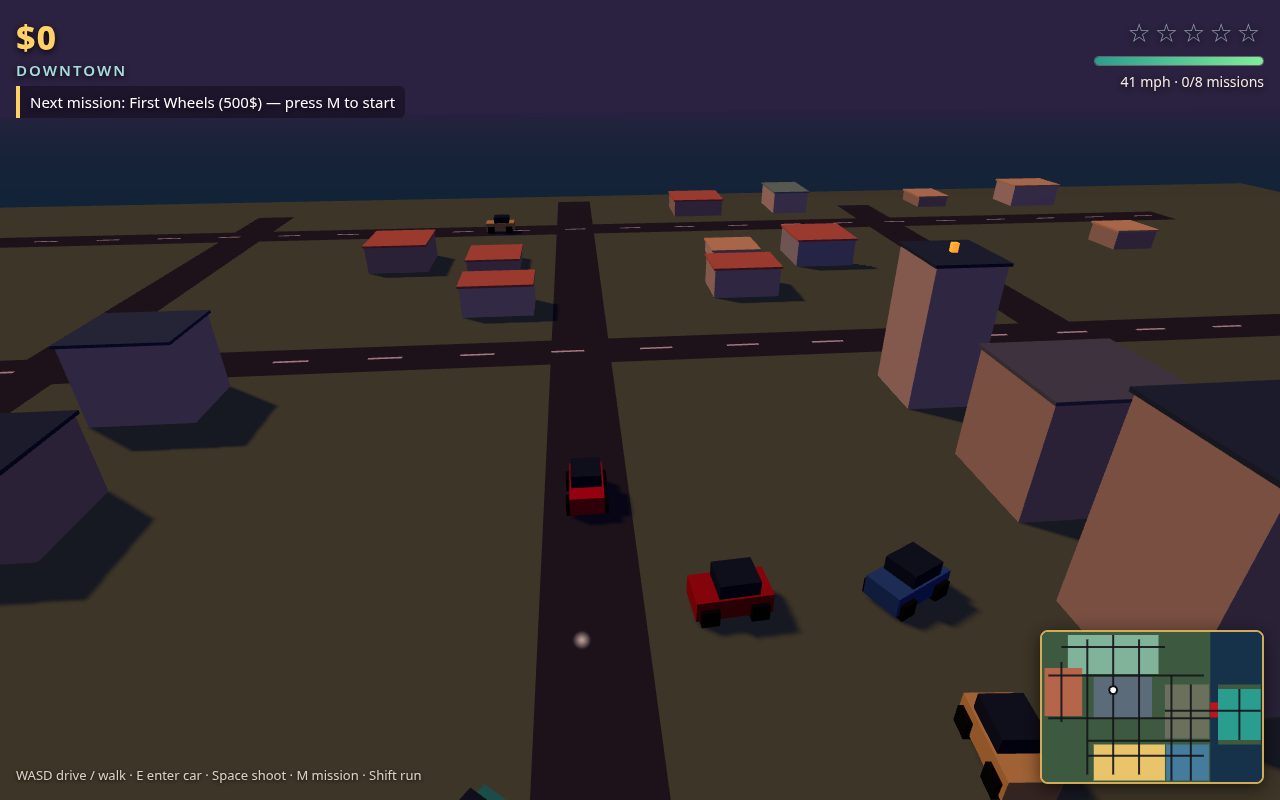 $0
DOWNTOWN
Next mission: First Wheels (500$) — press M to start
☆☆☆☆☆
41 mph · 0/8 missions
WASD drive / walk · E enter car · Space shoot · M mission · Shift run